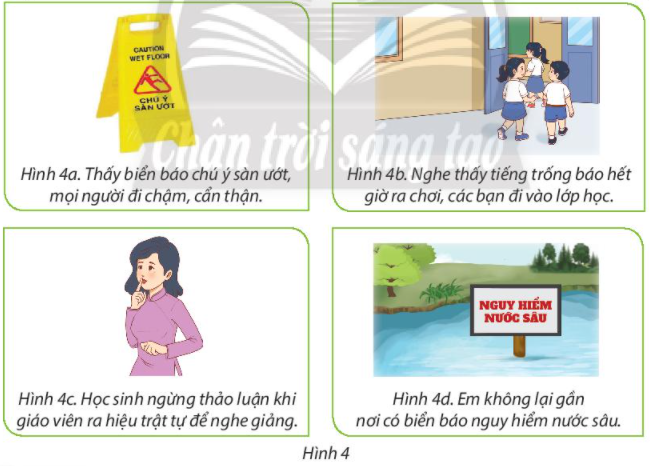 CAUTION
WET FLOOR
CHÚ Ý
SÀN ƯỚT
Chân trời sáng tạo
Hình 4a. Thấy biển báo chú ý sàn ướt,
mọi người đi chậm, cẩn thận.
Hình 4b. Nghe thấy tiếng trống báo hết
giờ ra chơi, các bạn đi vào lớp học.
NGUY HIỂM
NƯỚC SÂU
Hình 4c. Học sinh ngừng thảo luận khi
giáo viên ra hiệu trật tự để nghe giảng.
Hình 4d. Em không lại gần
nơi có biển báo nguy hiểm nước sâu.
Hình 4